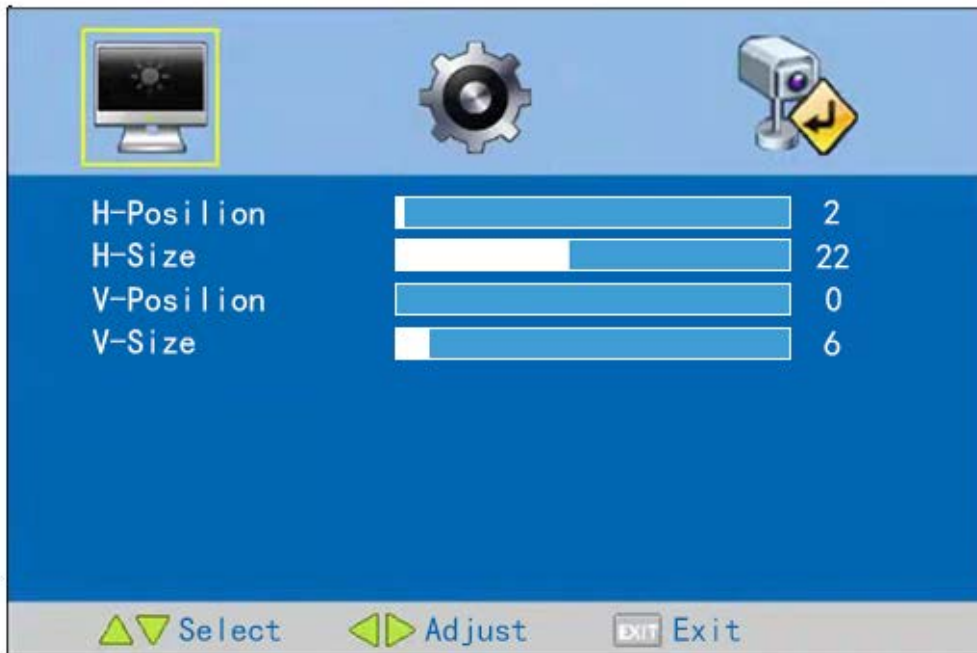 H-Posilion 2
H-Size 22
V-Posilion 0
V-Size 6
Select Adjust EXIT Exit